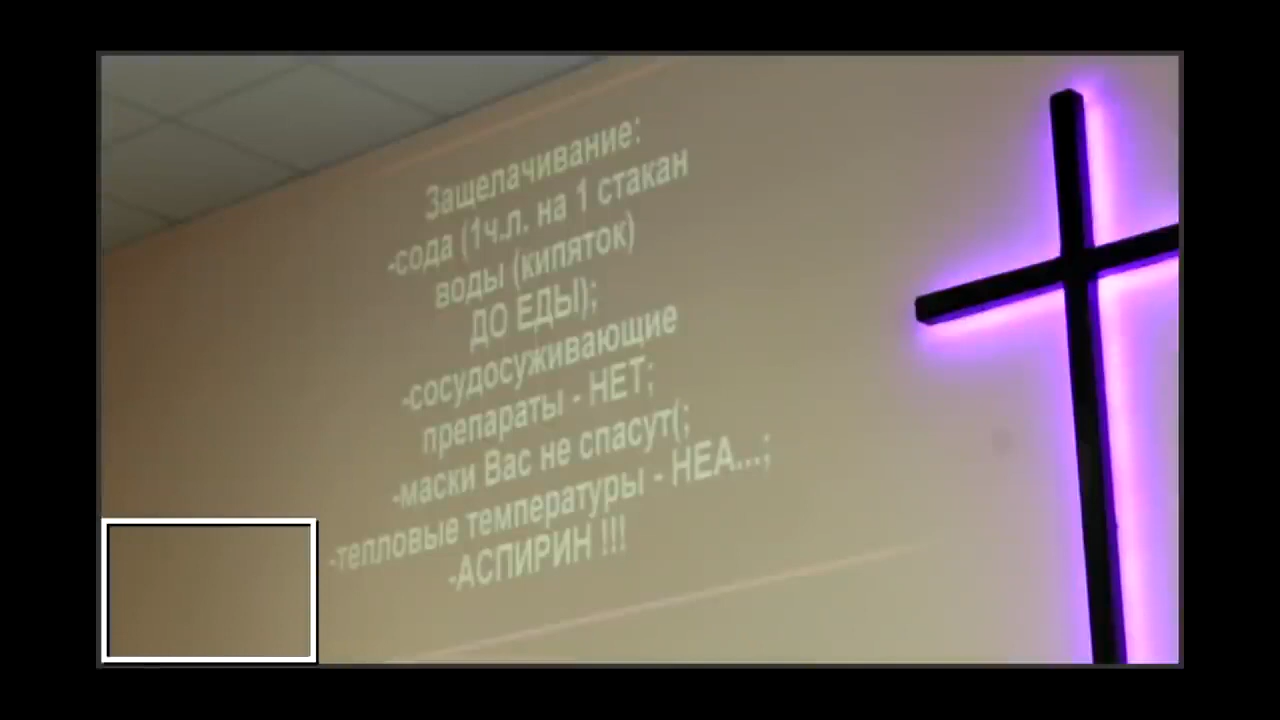 Защелачивание:
-сода (1ч.л. на 1 стакан
воды (кипяток)
ДО ЕДЫ);
-сосудосуживающие
препараты - НЕТ;
-маски Вас не спасут(;
-тепловые температуры - НЕА...;
-АСПИРИН !!!